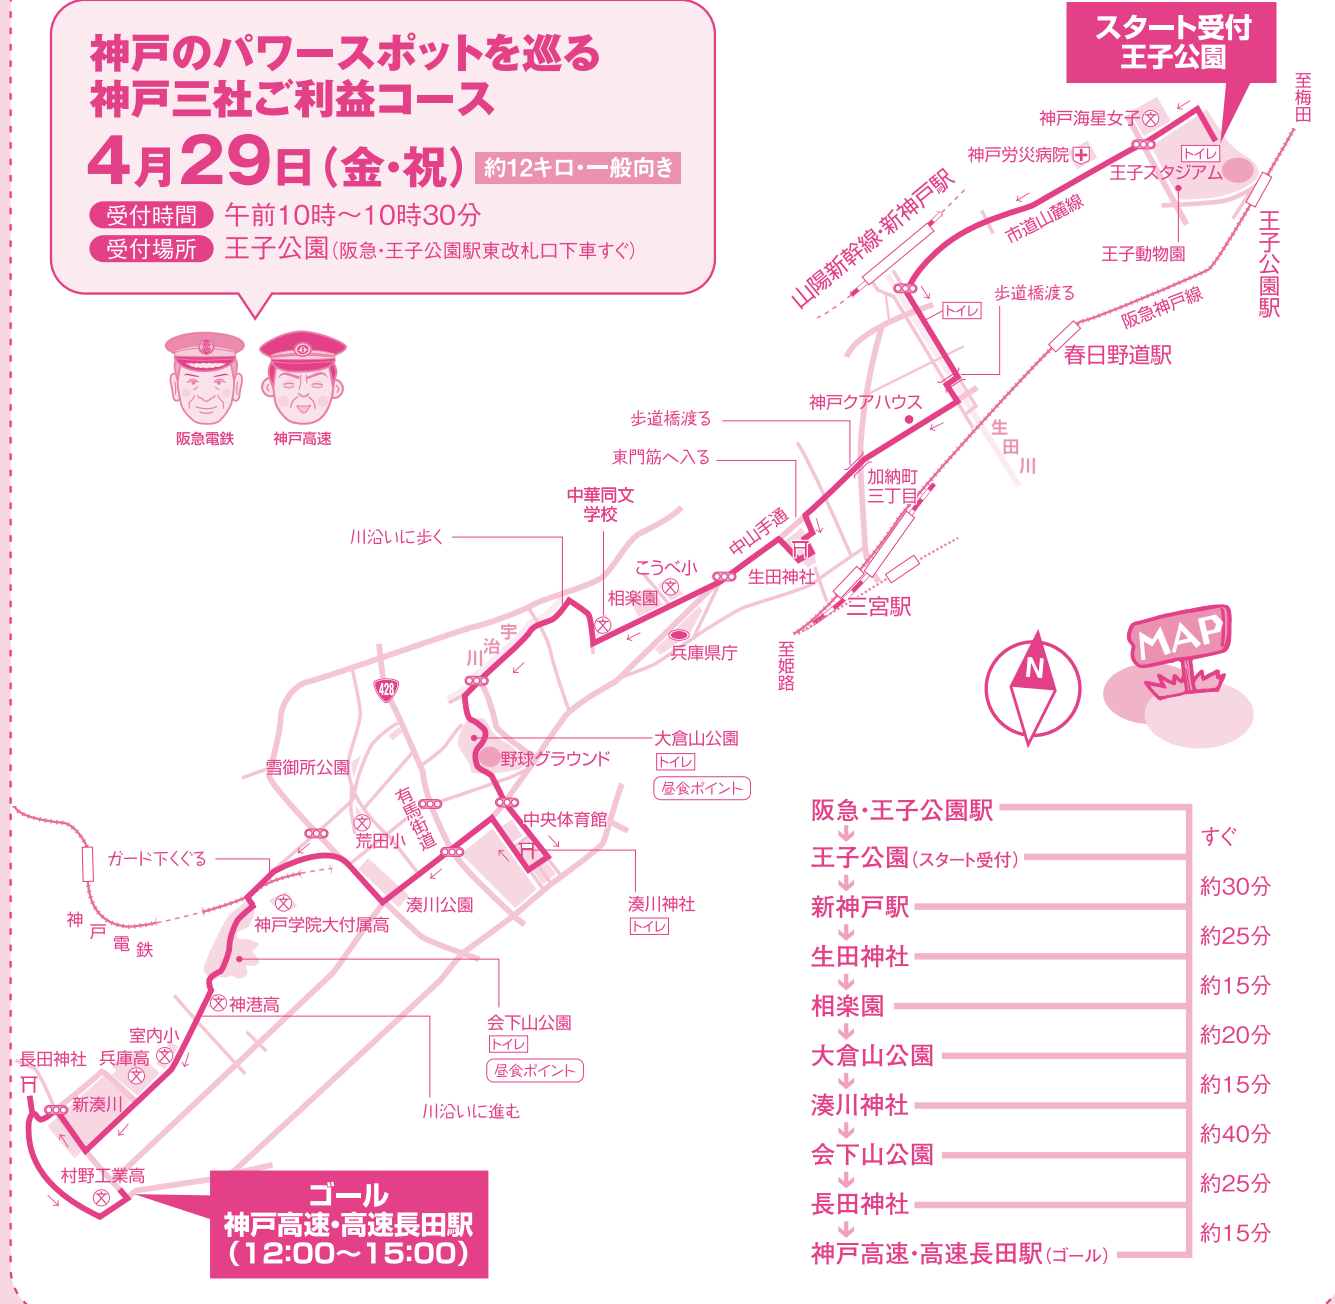 神戸のパワースポットを巡る
神戸三社ご利益コース
4月29日(金・祝) 約12キロ・一般向き
受付時間 午前10時〜10時30分
受付場所 王子公園(阪急・王子公園駅東改札口下車すぐ)
阪急電鉄
神戸高速
スタート受付
王子公園
至梅田
神戸海星女子
文
神戸労災病院
トイレ
王子スタジアム
王子動物園
王子公園駅
市道山麓線
山陽新幹線・新神戸駅
阪急神戸線
歩道橋渡る
トイレ
春日野道駅
神戸クアハウス
生田川
歩道橋渡る
東門筋へ入る
加納町
三丁目
中華同文
学校
中山手通
川沿いに歩く
こうべ小
文
生田神社
相楽園
文
三宮駅
兵庫県庁
至姫路
宇治川
428
N
MAP
大倉山公園
トイレ
昼食ポイント
野球グラウンド
雪御所公園
有馬街道
中央体育館
文
荒田小
ガード下くぐる
湊川公園
湊川神社
トイレ
文
神戸学院大付属高
神戸電鉄
文
神港高
会下山公園
トイレ
昼食ポイント
室内小
文
長田神社
兵庫高
文
新湊川
川沿いに進む
村野工業高
文
ゴール
神戸高速・高速長田駅
(12:00〜15:00)
阪急・王子公園駅
すぐ
王子公園(スタート受付)
約30分
新神戸駅
約25分
生田神社
約15分
相楽園
約20分
大倉山公園
約15分
湊川神社
約40分
会下山公園
約25分
長田神社
約15分
神戸高速・高速長田駅(ゴール)